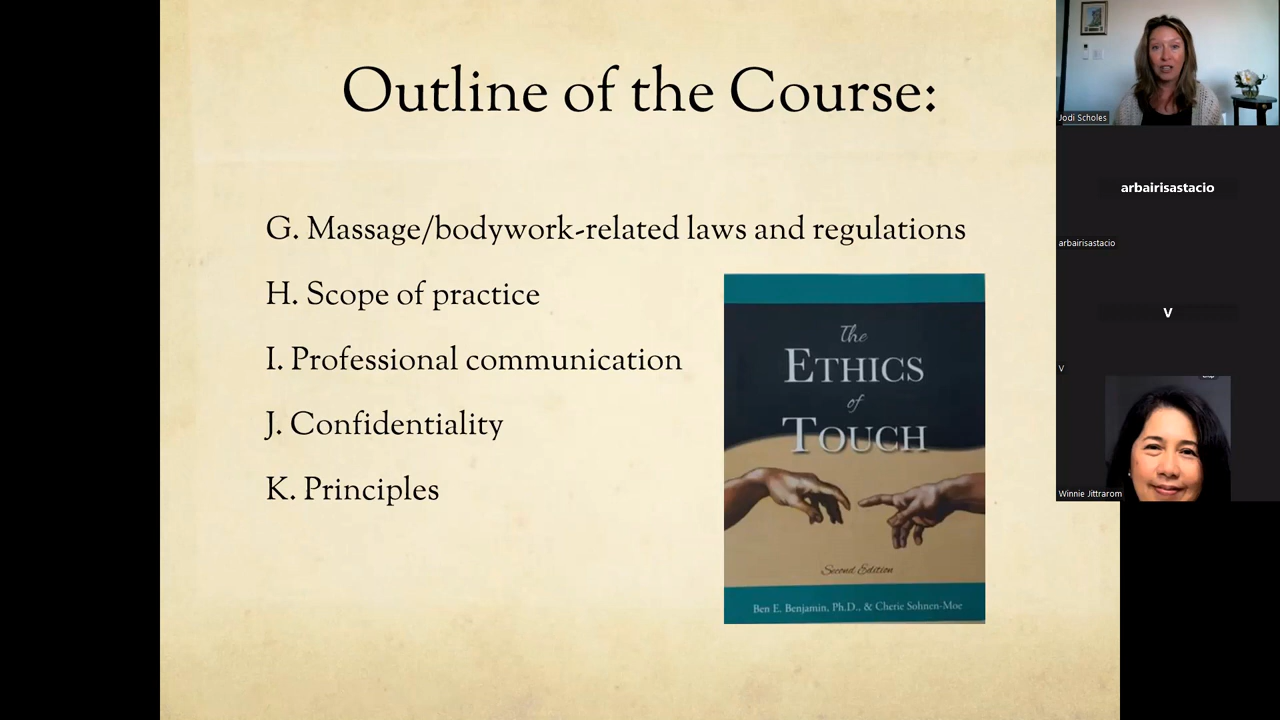 Outline of the Course:
G. Massage/bodywork-related laws and regulations
H. Scope of practice
I. Professional communication
J. Confidentiality
K. Principles
The
ETHICS
of
TOUCH
Second Edition
Ben E. Benjamin, Ph.D., & Cherie Sohnen-Moe
Jodi Scholes
arbairisastacio
arbairisastacio
V
V
Winnie Jittrarom